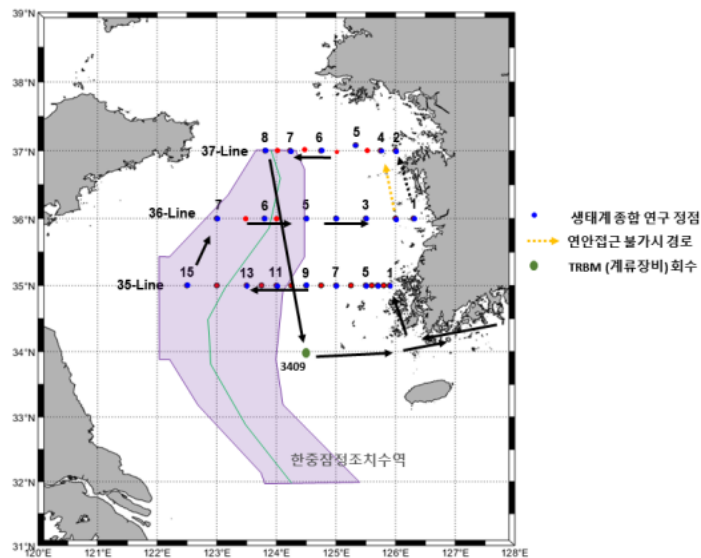 39°N
38°N
37°N
36°N
35°N
34°N
33°N
32°N
31°N
120°E
121°E
122°E
123°E
124°E
125°E
126°E
127°E
128°E
37-Line
8
7
6
5
4
2
36-Line
7
6
5
3
35-Line
15
13
11
9
7
5
1
3409
한중잠정조치수역
생태계 종합 연구 정점
연안접근 불가시 경로
TRBM (계류장비) 회수